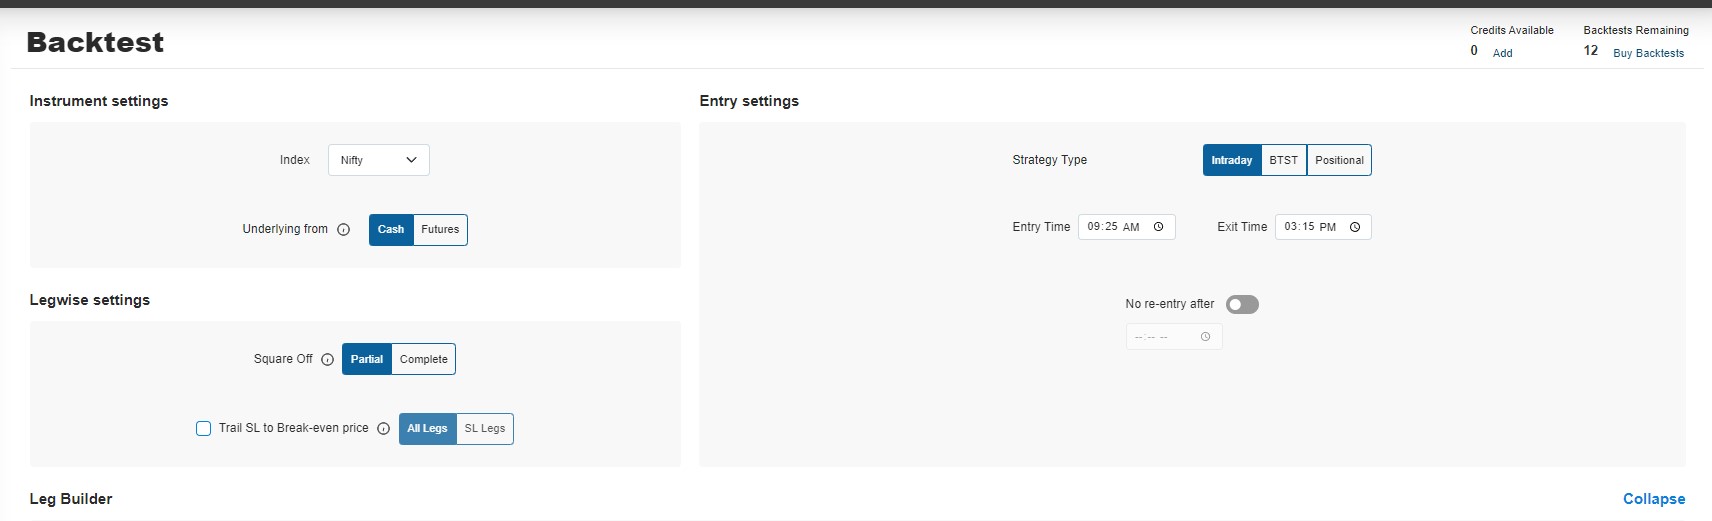 Backtest
Credits Available
0 Add
Backtests Remaining
12 Buy Backtests
Instrument settings
Index Nifty
Underlying from Cash Futures
Legwise settings
Square Off Partial Complete
Trail SL to Break-even price All Legs SL Legs
Entry settings
Strategy Type Intraday BTST Positional
Entry Time 09:25 AM Exit Time 03:15 PM
No re-entry after
--:-- --
Leg Builder
Collapse